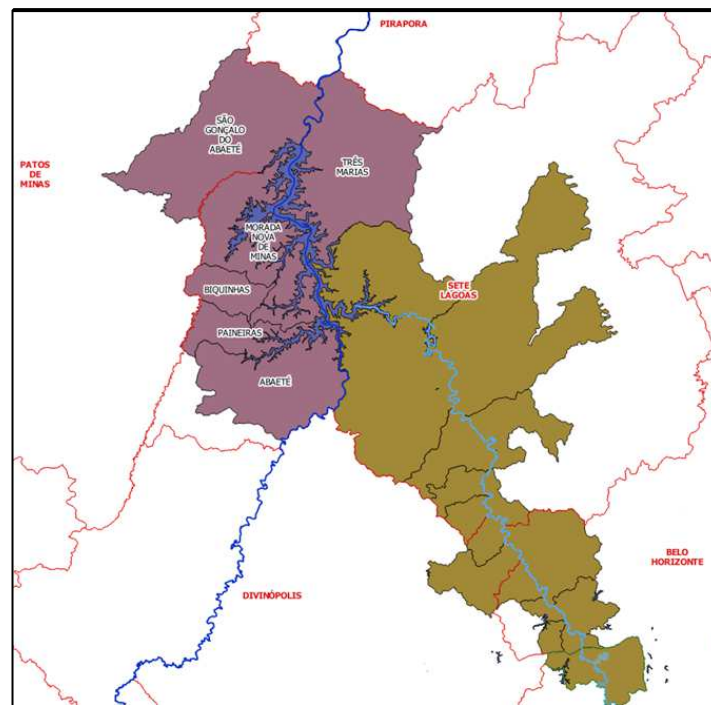 PIRAPORA
SÃO
GONÇALO
DO
ABAETÉ
TRÊS
MARIAS
PATOS
DE
MINAS
MORADA
NOVA
DE
MINAS
SETE
LAGOAS
BIQUINHAS
PAINEIRAS
ABAETÉ
BELO
HORIZONTE
DIVINÓPOLIS